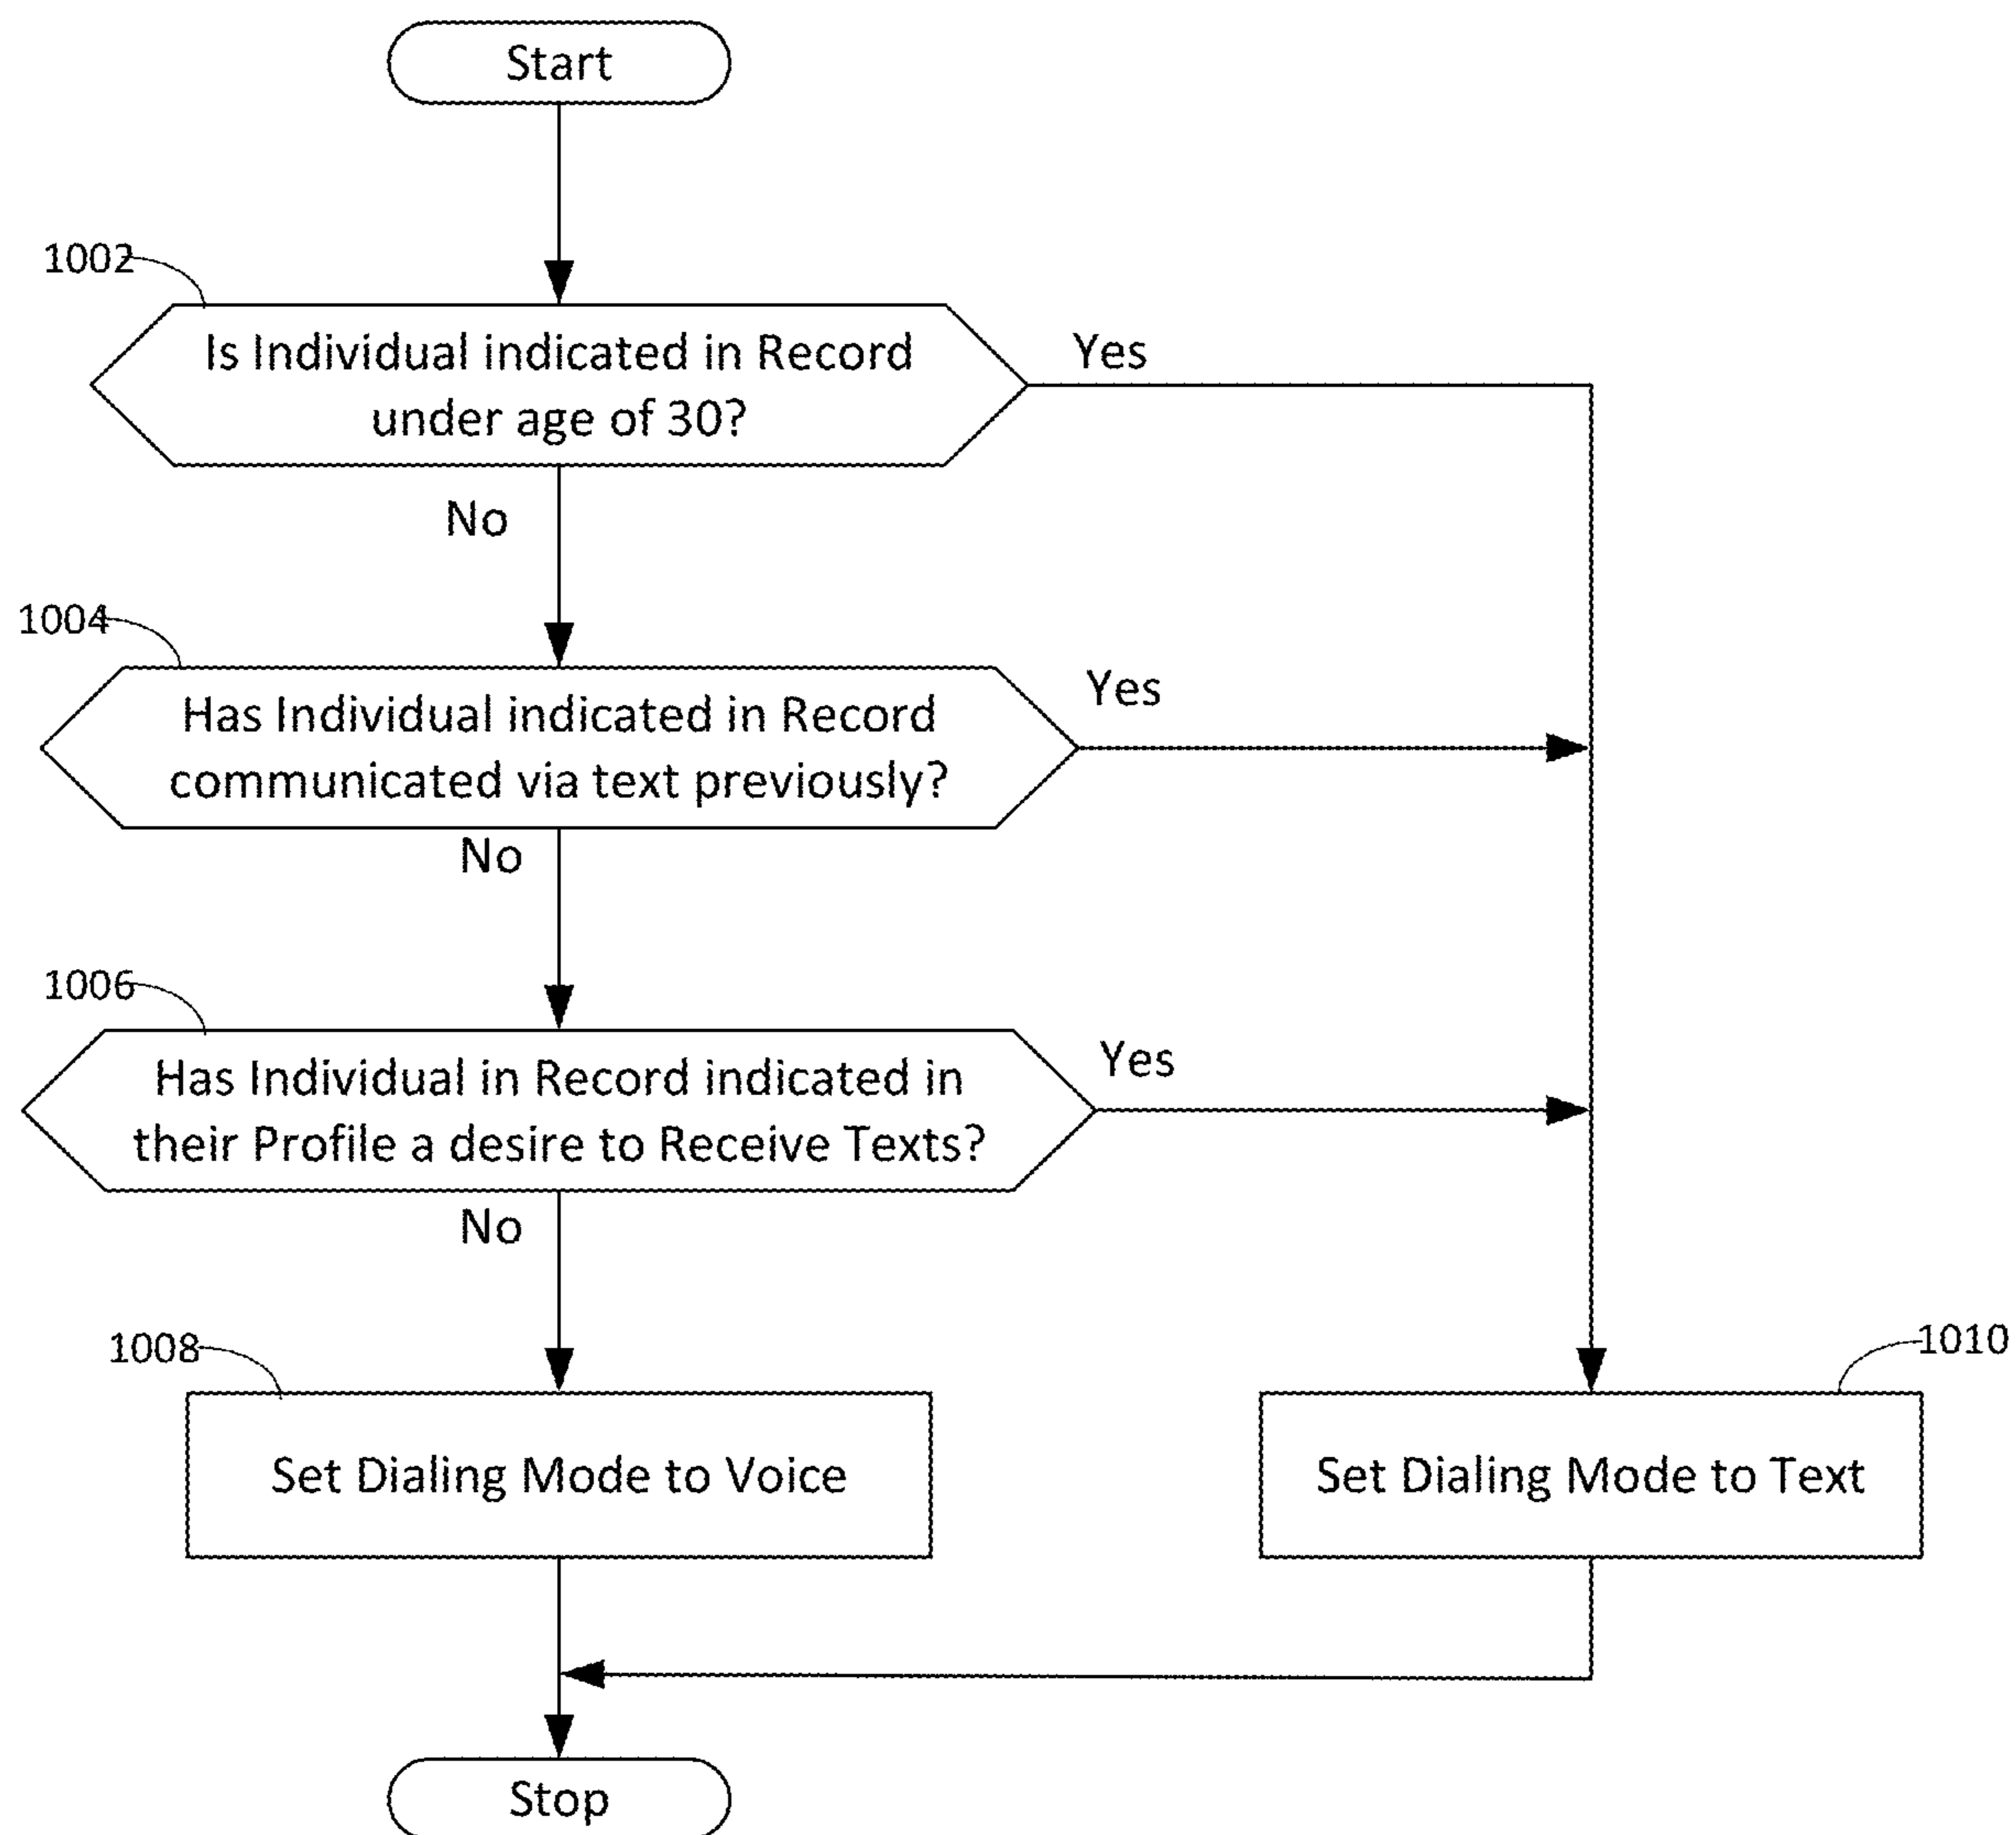 Start
1002
Is Individual indicated in Record
under age of 30?
Yes
No
1004
Has Individual indicated in Record
communicated via text previously?
Yes
No
1006
Has Individual in Record indicated in
their Profile a desire to Receive Texts?
Yes
No
1008
Set Dialing Mode to Voice
1010
Set Dialing Mode to Text
Stop